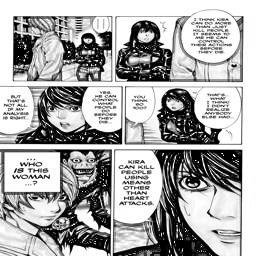 I THINK KIRA
CAN DO MORE
THAN JUST
KILL PEOPLE.
IT SEEMS TO
ME HE CAN
CONTROL
THEIR ACTIONS
BEFORE
THEY DIE.
THAT'S...
WHAT
I THINK!
I DIDN'T
REALIZE
ANYBODY
ELSE HAD...
YOU
THINK
SO,
TOO?
YES,
HE CAN
CONTROL
WHAT
PEOPLE DO
BEFORE
THEY
DIE.
BUT
THAT'S
NOT ALL,
IF MY
ANALYSIS
IS RIGHT.
KIRA
CAN KILL
PEOPLE
USING
MEANS
OTHER
THAN
HEART
ATTACKS.
...
WHO
IS THIS
WOMAN
...?